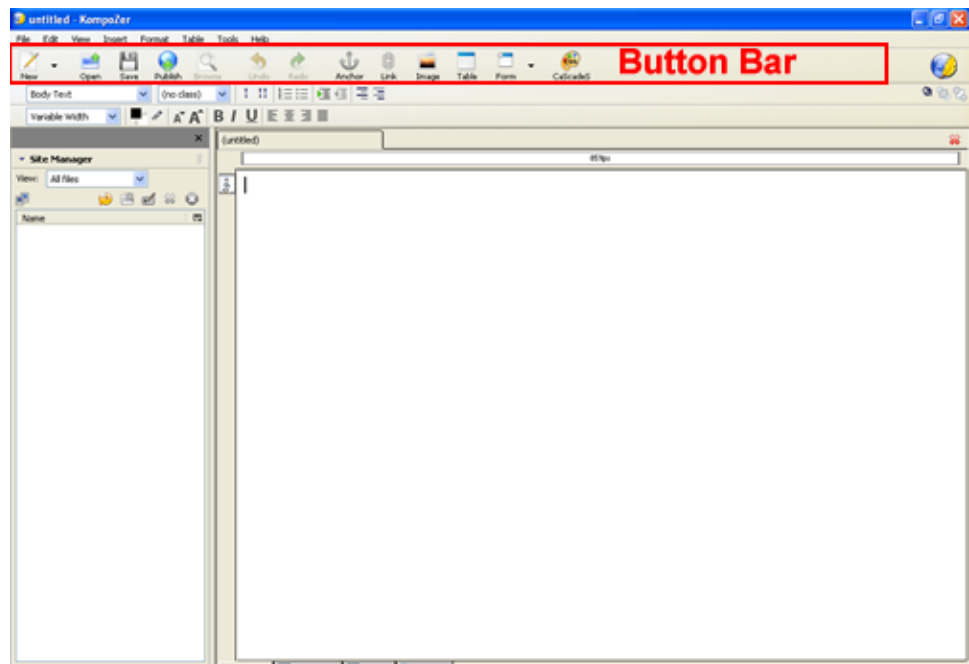 untitled - KompoZer
File Edit View Insert Format Table Tools Help
New Open Save Publish Browse Undo Redo Anchor Link Image Table Form CaScadeS Button Bar
Body Text (no class)
Variable Width A A B I U
(untitled)
Site Manager
859px
View: All files
Name